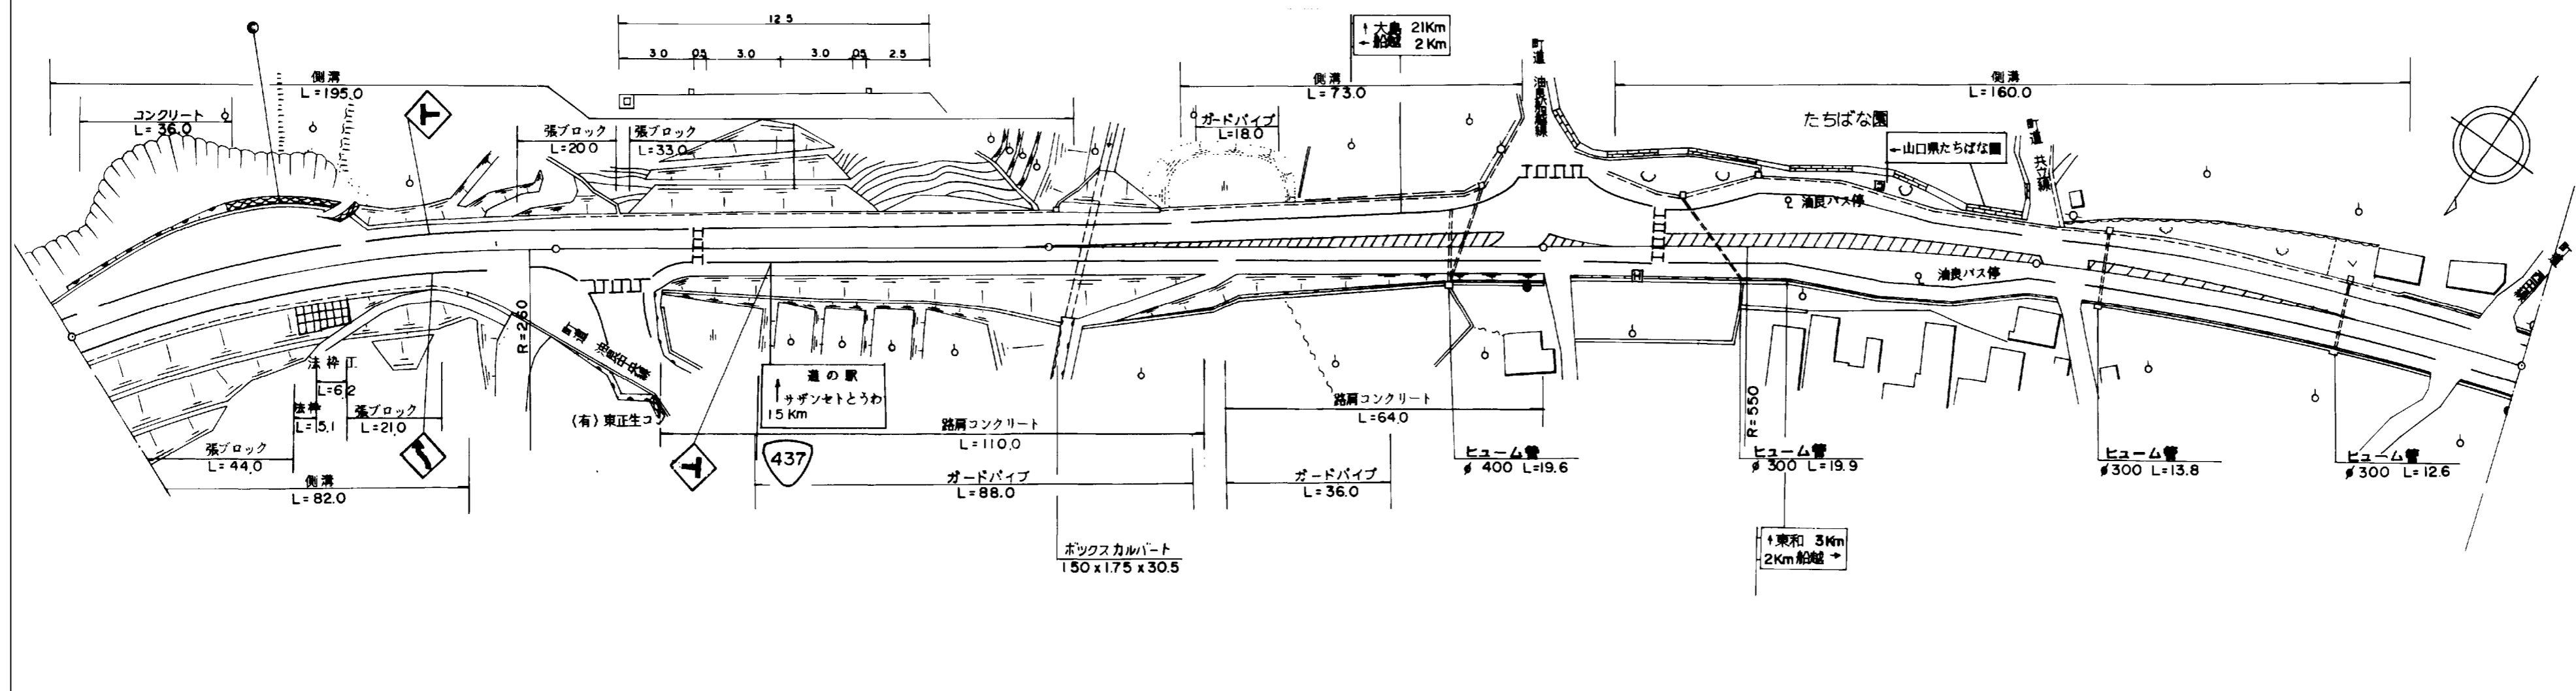 12.5
3.0 0.5 3.0 3.0 0.5 2.5
↑ 大島 21Km
← 船越 2Km
側溝
L=195.0
コンクリート
L=36.0
張ブロック
L=20.0
張ブロック
L=33.0
側溝
L=73.0
ガードパイプ
L=18.0
町道
側溝
L=160.0
たちばな園
←山口県たちばな園
町道 共立線
油良バス停
油良バス停
R=260
町道
(有)東正生コ
法枠工
L=6.2
法枠
L=5.1
張ブロック
L=21.0
張ブロック
L=44.0
側溝
L=82.0
道の駅
↑ サザンセトとうわ
15 Km
437
路肩コンクリート
L=110.0
ガードパイプ
L=88.0
路肩コンクリート
L=64.0
ガードパイプ
L=36.0
ボックスカルバート
1.50 x 1.75 x 30.5
ヒューム管
φ 400 L=19.6
R=550
ヒューム管
φ 300 L=19.9
ヒューム管
φ300 L=13.8
ヒューム管
φ300 L=12.6
↑東和 3Km
2Km 船越 →